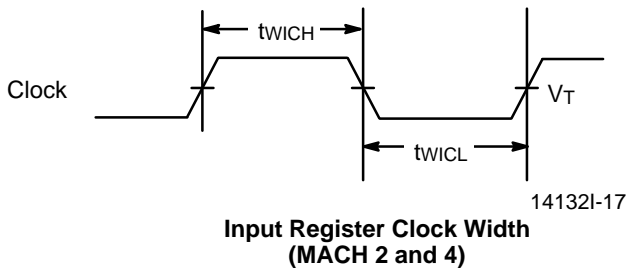 tWICH
Clock
VT
tWICL
14132I-17
Input Register Clock Width
(MACH 2 and 4)